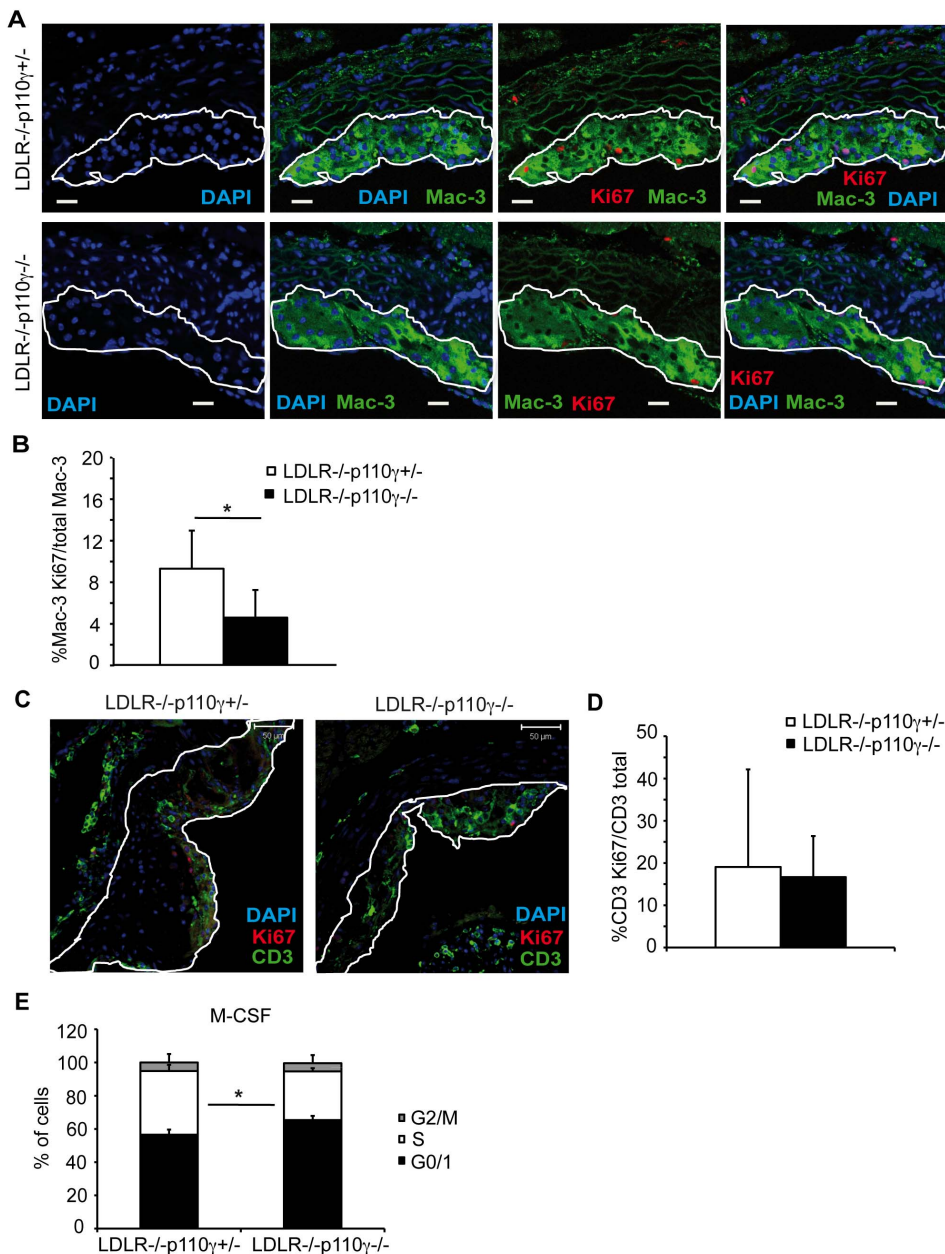 A
LDLR-/-p110γ+/-
DAPI
DAPI Mac-3
Ki67 Mac-3
Ki67
Mac-3 DAPI
LDLR-/-p110γ-/-
DAPI
DAPI Mac-3
Mac-3 Ki67
Ki67
DAPI Mac-3
B
%Mac-3 Ki67/total Mac-3
20
16
12
8
4
0
*
LDLR-/-p110γ+/-
LDLR-/-p110γ-/-
C
LDLR-/-p110γ+/-
50 µm
DAPI
Ki67
CD3
LDLR-/-p110γ-/-
50 µm
DAPI
Ki67
CD3
D
LDLR-/-p110γ+/-
LDLR-/-p110γ-/-
%CD3 Ki67/CD3 total
50
40
30
20
10
0
E
M-CSF
% of cells
120
100
80
60
40
20
0
*
G2/M
S
G0/1
LDLR-/-p110γ+/-
LDLR-/-p110γ-/-